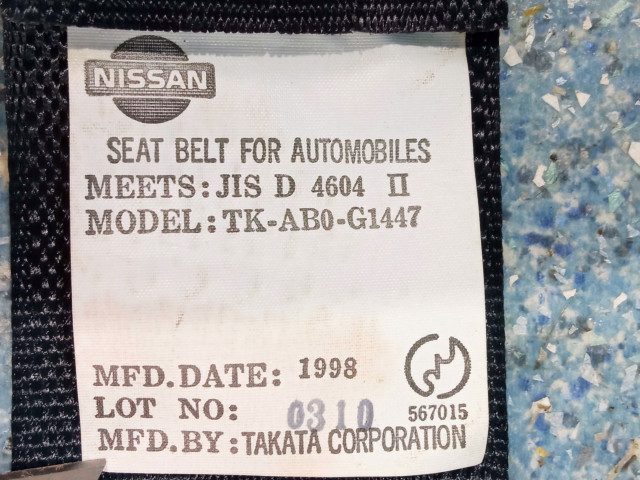 NISSAN
SEAT BELT FOR AUTOMOBILES
MEETS: JIS D 4604 II
MODEL: TK-AB0-G1447
MFD. DATE: 1998
LOT NO: 0310
567015
MFD. BY: TAKATA CORPORATION